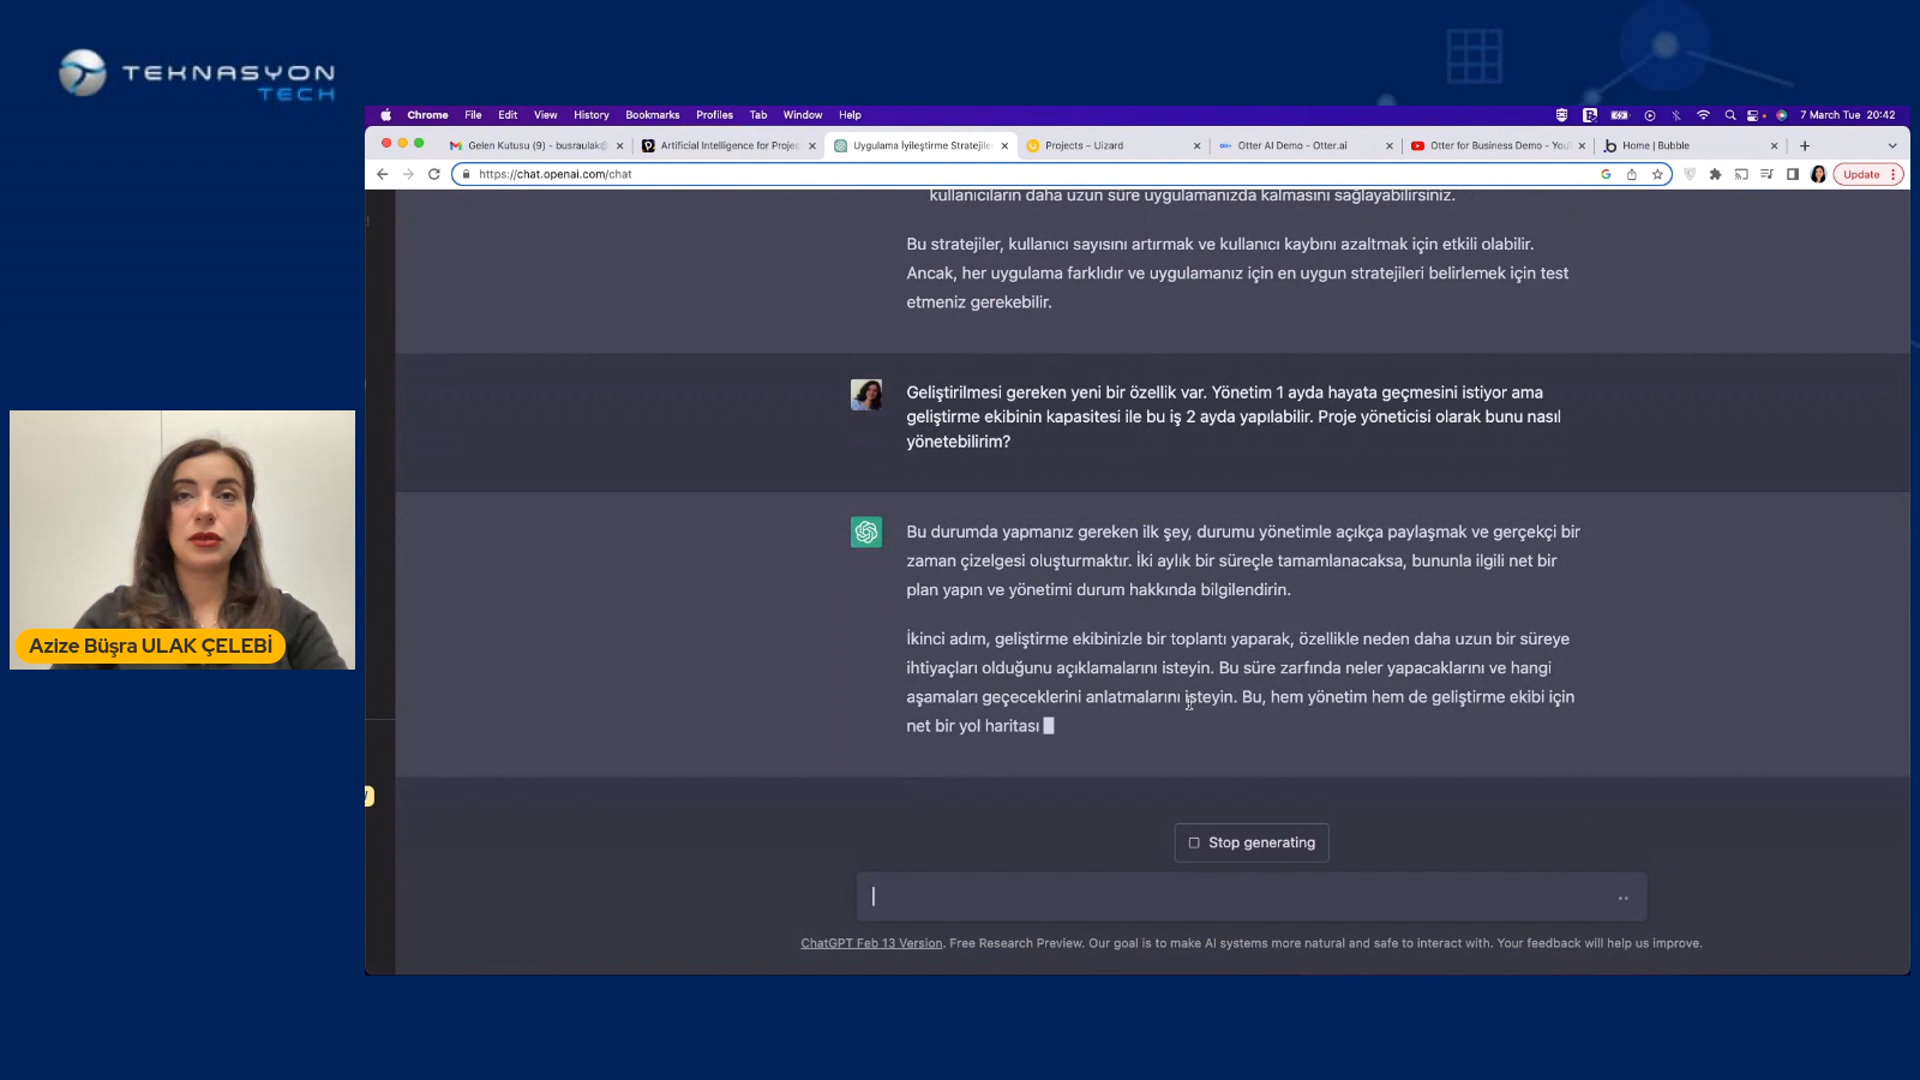 TEKNASYON
TECH
Chrome File Edit View History Bookmarks Profiles Tab Window Help
7 March Tue 20:42
Gelen Kutusu (9) - busraulak@
Artificial Intelligence for Projec
Uygulama İyileştirme Stratejile
Projects – Uizard
Otter AI Demo - Otter.ai
Otter for Business Demo - You
Home | Bubble
https://chat.openai.com/chat
Update
kullanıcıların daha uzun süre uygulamanızda kalmasını sağlayabilirsiniz.
Bu stratejiler, kullanıcı sayısını artırmak ve kullanıcı kaybını azaltmak için etkili olabilir.
Ancak, her uygulama farklıdır ve uygulamanız için en uygun stratejileri belirlemek için test
etmeniz gerekebilir.
Geliştirilmesi gereken yeni bir özellik var. Yönetim 1 ayda hayata geçmesini istiyor ama
geliştirme ekibinin kapasitesi ile bu iş 2 ayda yapılabilir. Proje yöneticisi olarak bunu nasıl
yönetebilirim?
Bu durumda yapmanız gereken ilk şey, durumu yönetimle açıkça paylaşmak ve gerçekçi bir
zaman çizelgesi oluşturmaktır. İki aylık bir süreçle tamamlanacaksa, bununla ilgili net bir
plan yapın ve yönetimi durum hakkında bilgilendirin.
İkinci adım, geliştirme ekibinizle bir toplantı yaparak, özellikle neden daha uzun bir süreye
ihtiyaçları olduğunu açıklamalarını isteyin. Bu süre zarfında neler yapacaklarını ve hangi
aşamaları geçeceklerini anlatmalarını isteyin. Bu, hem yönetim hem de geliştirme ekibi için
net bir yol haritası
Azize Büşra ULAK ÇELEBİ
Stop generating
ChatGPT Feb 13 Version. Free Research Preview. Our goal is to make AI systems more natural and safe to interact with. Your feedback will help us improve.